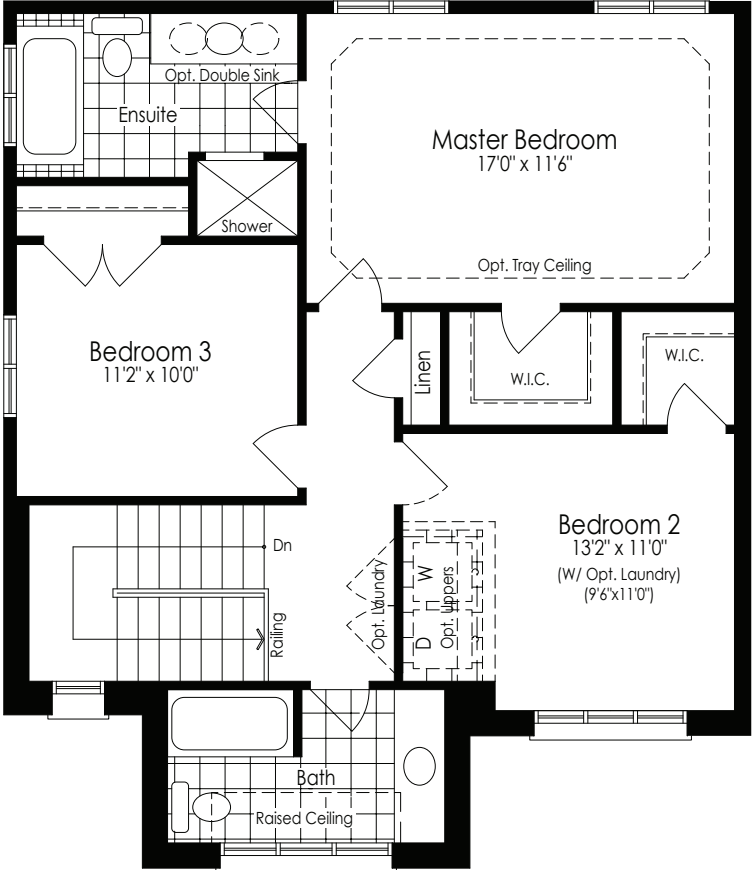 Opt. Double Sink
Ensuite
Master Bedroom
17'0" x 11'6"
Shower
Opt. Tray Ceiling
Bedroom 3
11'2" x 10'0"
Linen
W.I.C.
W.I.C.
Bedroom 2
13'2" x 11'0"
(W/ Opt. Laundry)
(9'6"x11'0")
Dn
Railing
Opt. Laundry
W
D
Opt. Uppers
Bath
Raised Ceiling